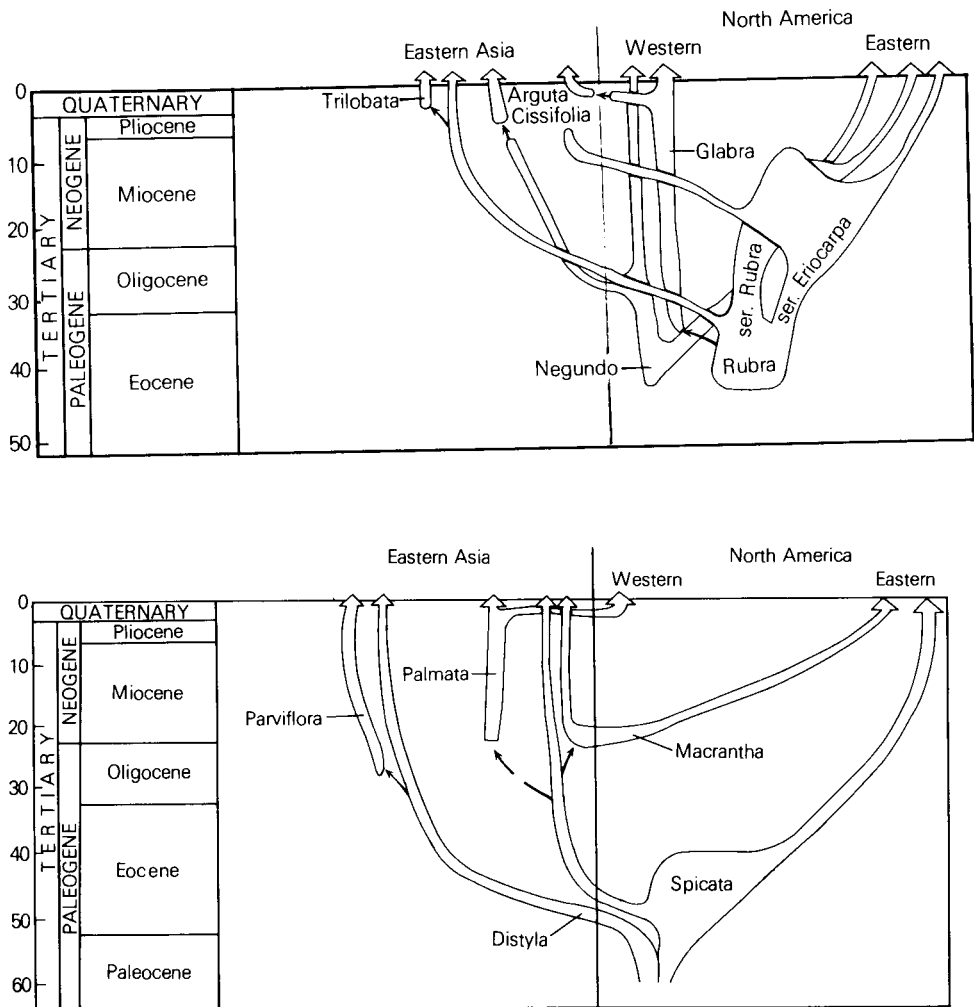 North America
Eastern Asia
Western
Eastern
0
QUATERNARY
Trilobata
Arguta
Cissifolia
Pliocene
10
Glabra
NEOGENE
Miocene
20
TERTIARY
Oligocene
30
ser. Rubra
ser. Eriocarpa
PALEOGENE
Negundo
Rubra
40
Eocene
50
Eastern Asia
North America
Western
Eastern
0
QUATERNARY
Pliocene
10
NEOGENE
Miocene
Palmata
Parviflora
20
Macrantha
TERTIARY
Oligocene
30
40
PALEOGENE
Eocene
Spicata
50
Distyla
Paleocene
60